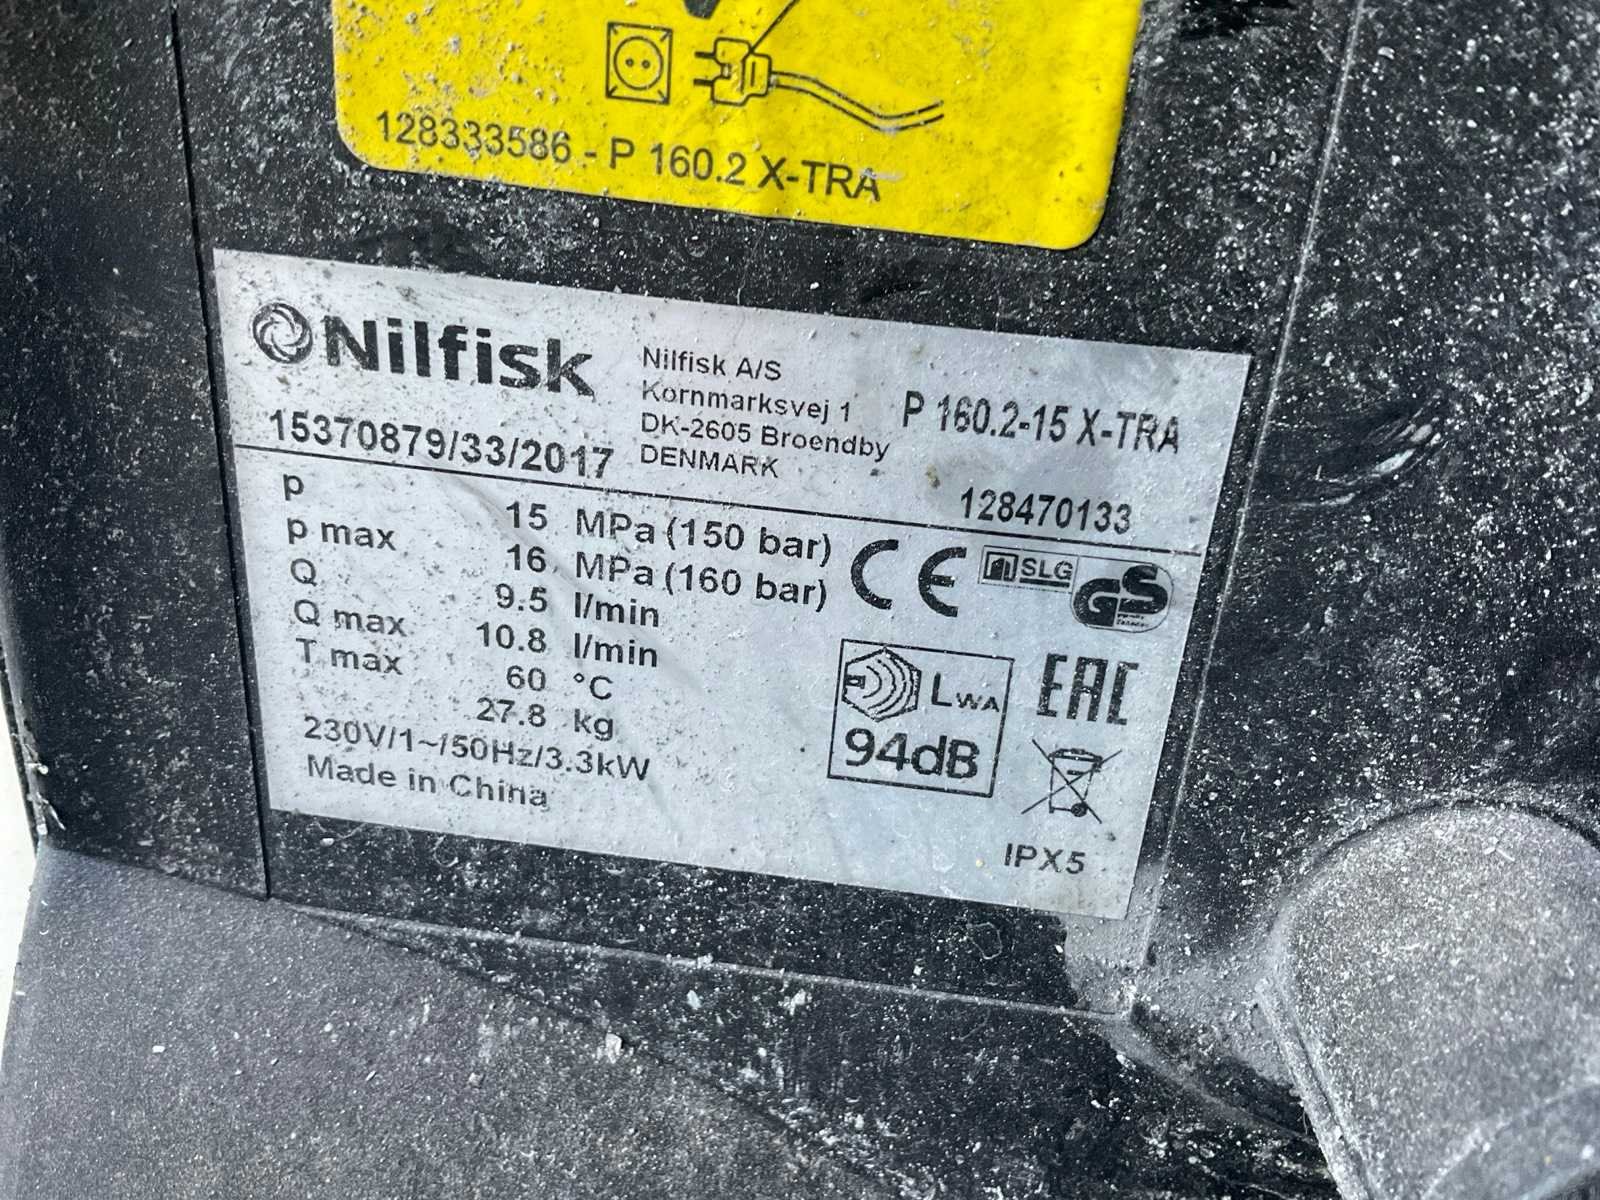 128333586 - P 160.2 X-TRA
Nilfisk
Nilfisk A/S
Kornmarksvej 1
DK-2605 Broendby
DENMARK
P 160.2-15 X-TRA
15370879/33/2017
128470133
p 15 MPa (150 bar)
p max 16 MPa (160 bar)
Q 9.5 l/min
Q max 10.8 l/min
T max 60 °C
27.8 kg
230V/1~/50Hz/3.3kW
Made in China
CE
SLG
GS
LWA
94dB
EAC
IPX5